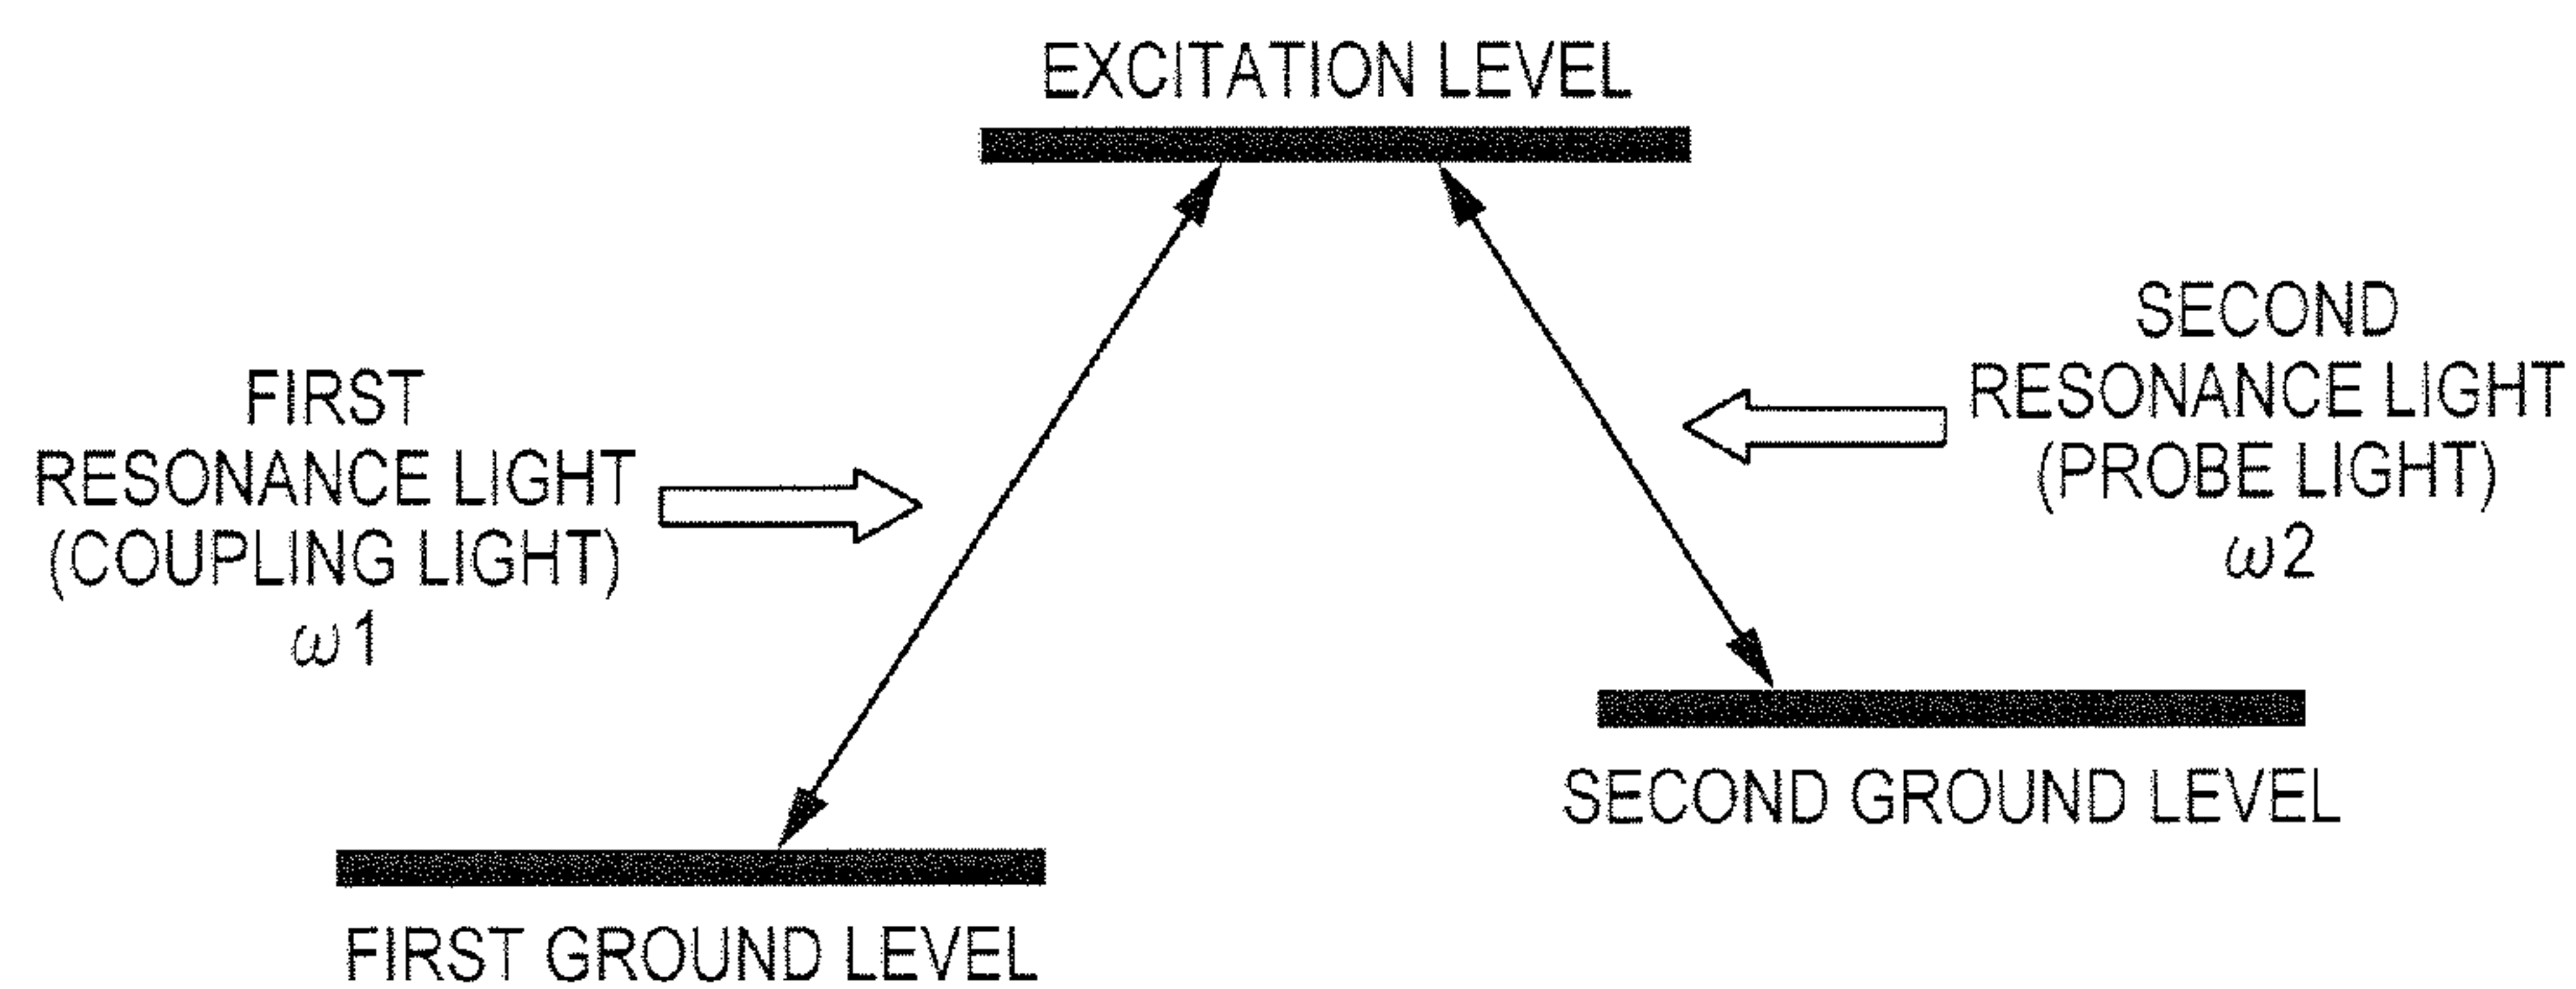 EXCITATION LEVEL
FIRST
RESONANCE LIGHT
(COUPLING LIGHT)
ω1
SECOND
RESONANCE LIGHT
(PROBE LIGHT)
ω2
SECOND GROUND LEVEL
FIRST GROUND LEVEL